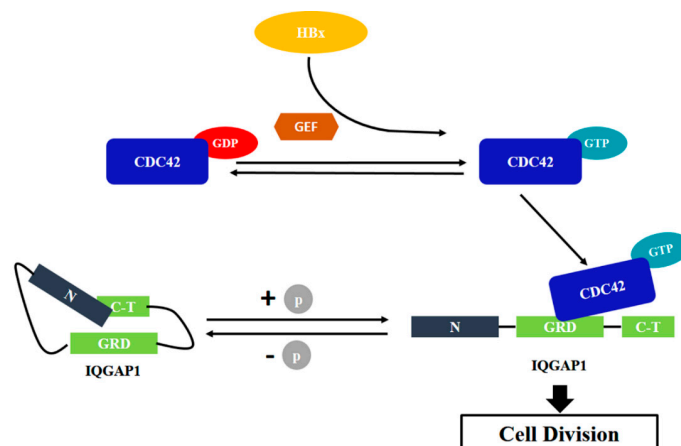 HBx
GEF
GDP
CDC42
GTP
CDC42
GTP
CDC42
N
C-T
GRD
IQGAP1
+ p
- p
N
GRD
C-T
IQGAP1
Cell Division